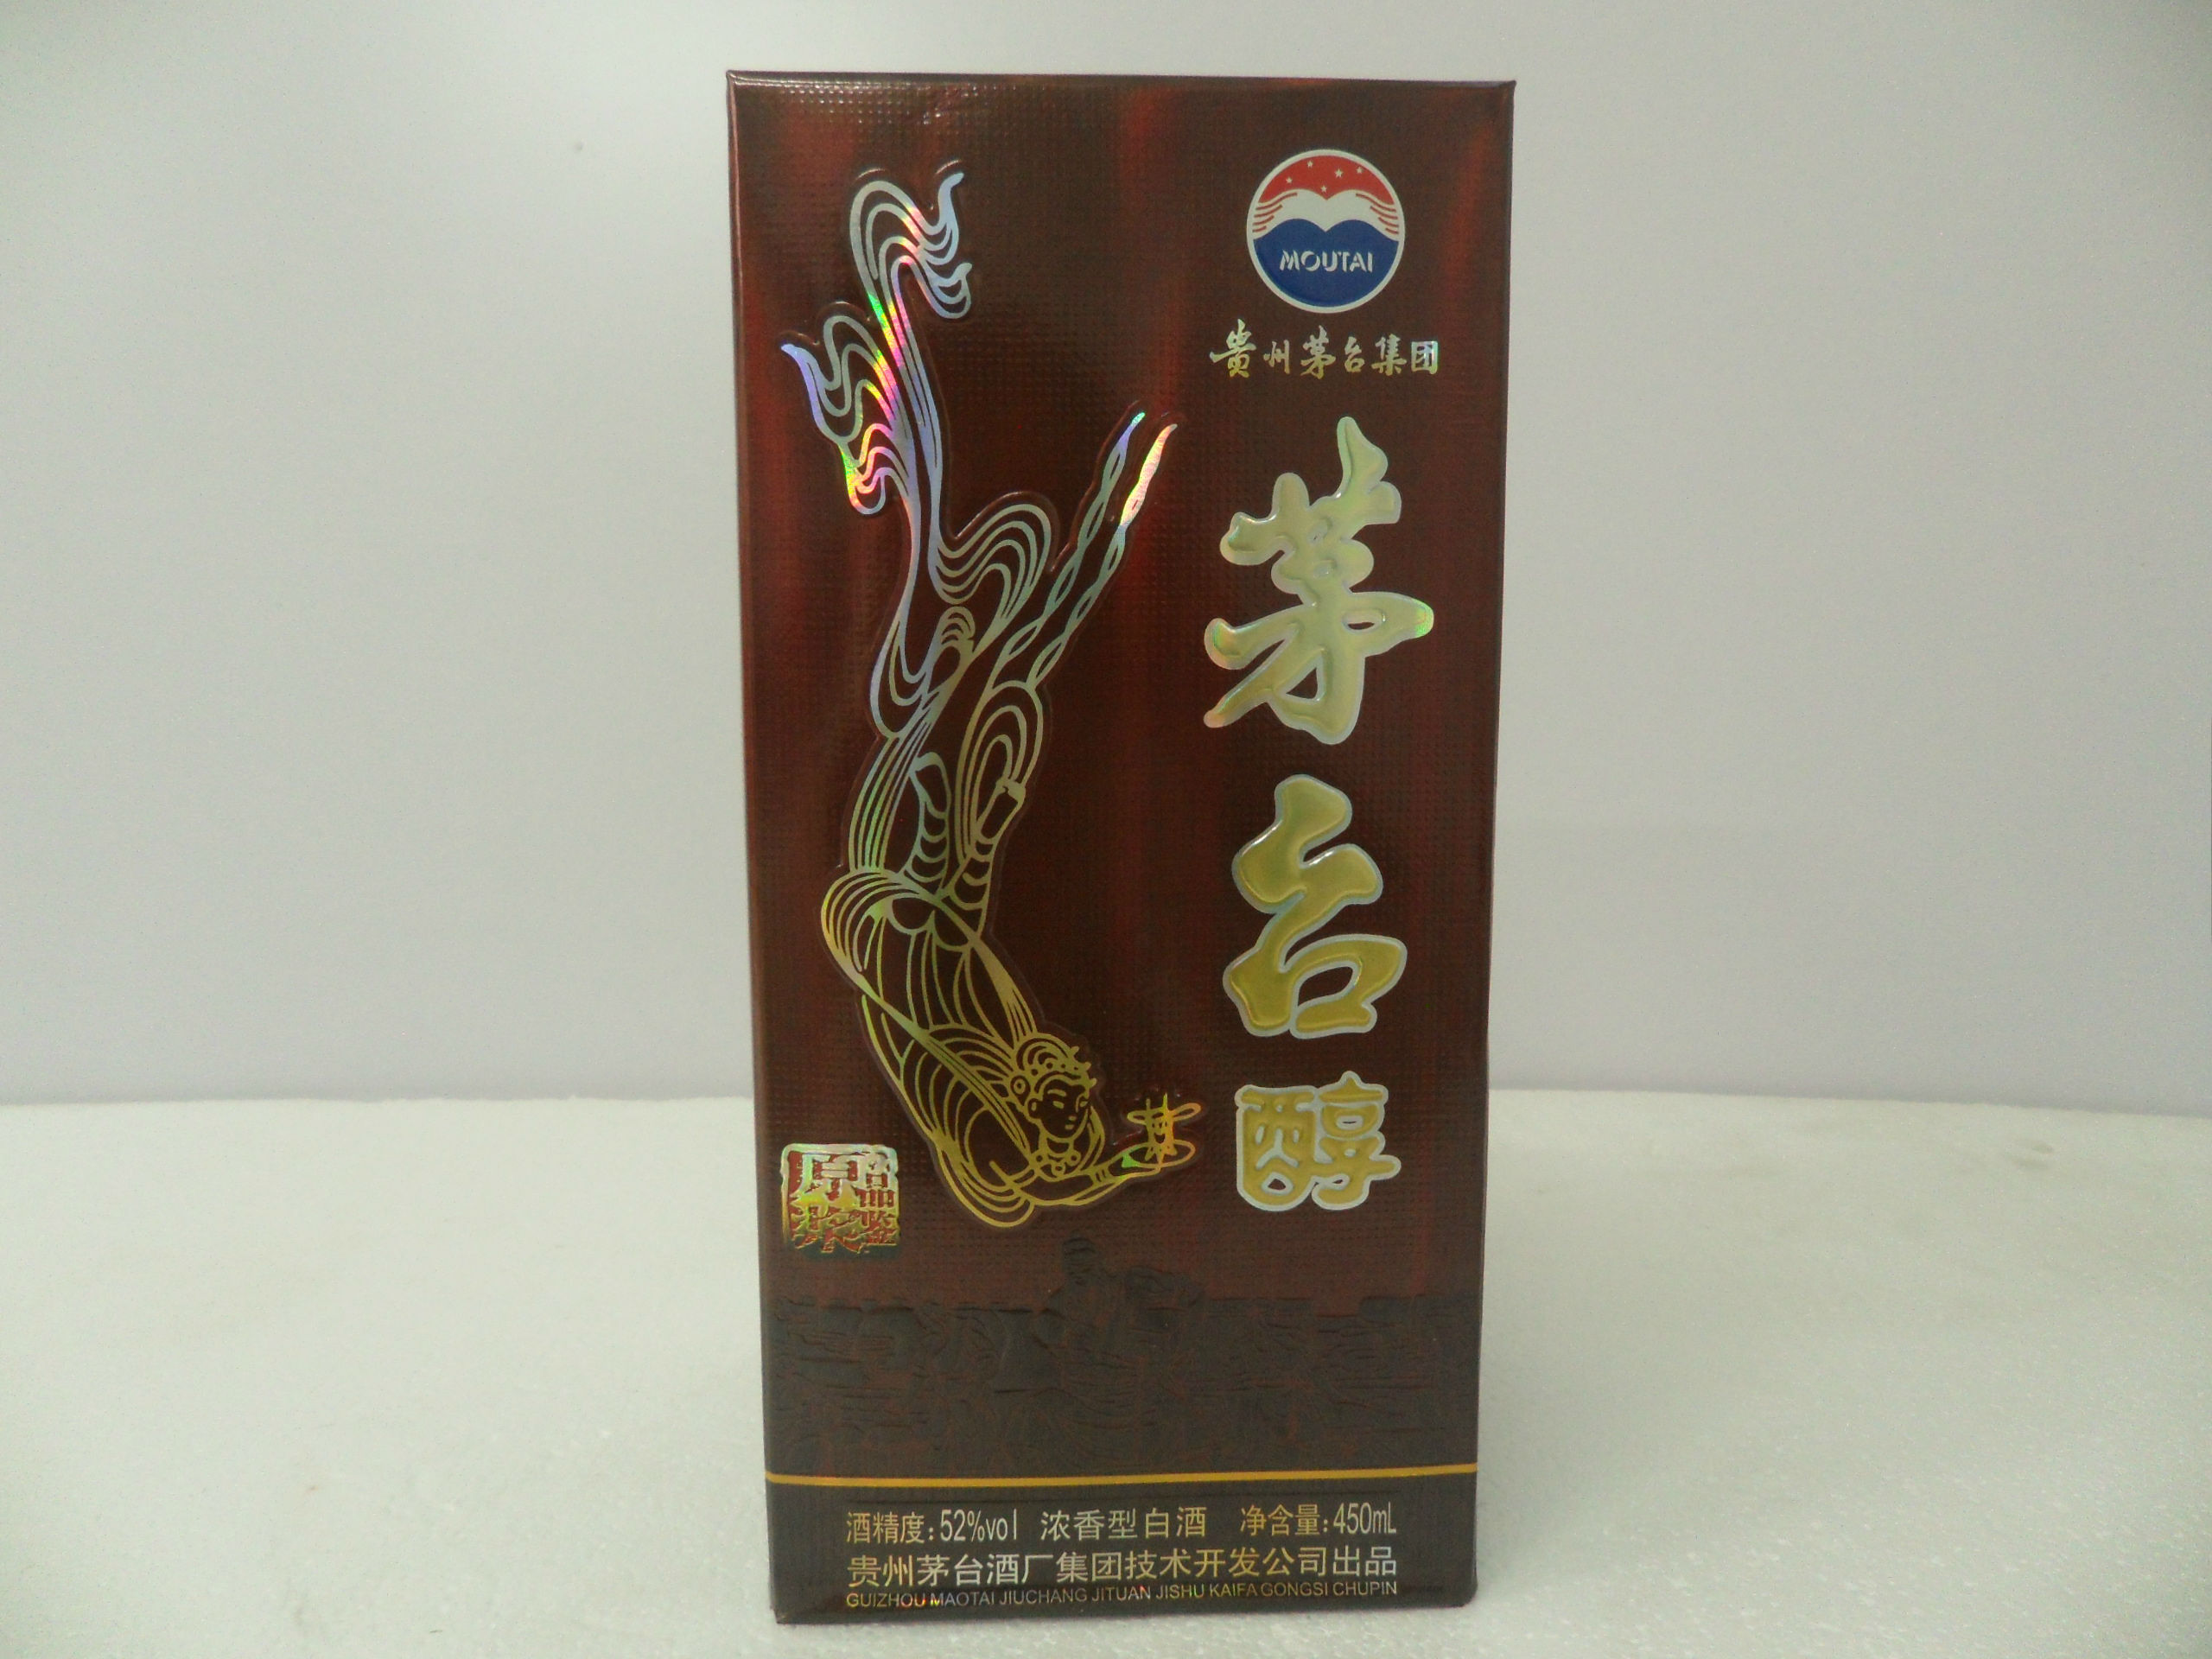 MOUTAI
贵州茅台集团
茅台醇
原浆
品鉴
酒精度:52%vol 浓香型白酒 净含量:450mL
贵州茅台酒厂集团技术开发公司出品
GUIZHOU MAOTAI JIUCHANG JITUAN JISHU KAIFA GONGSI CHUPIN